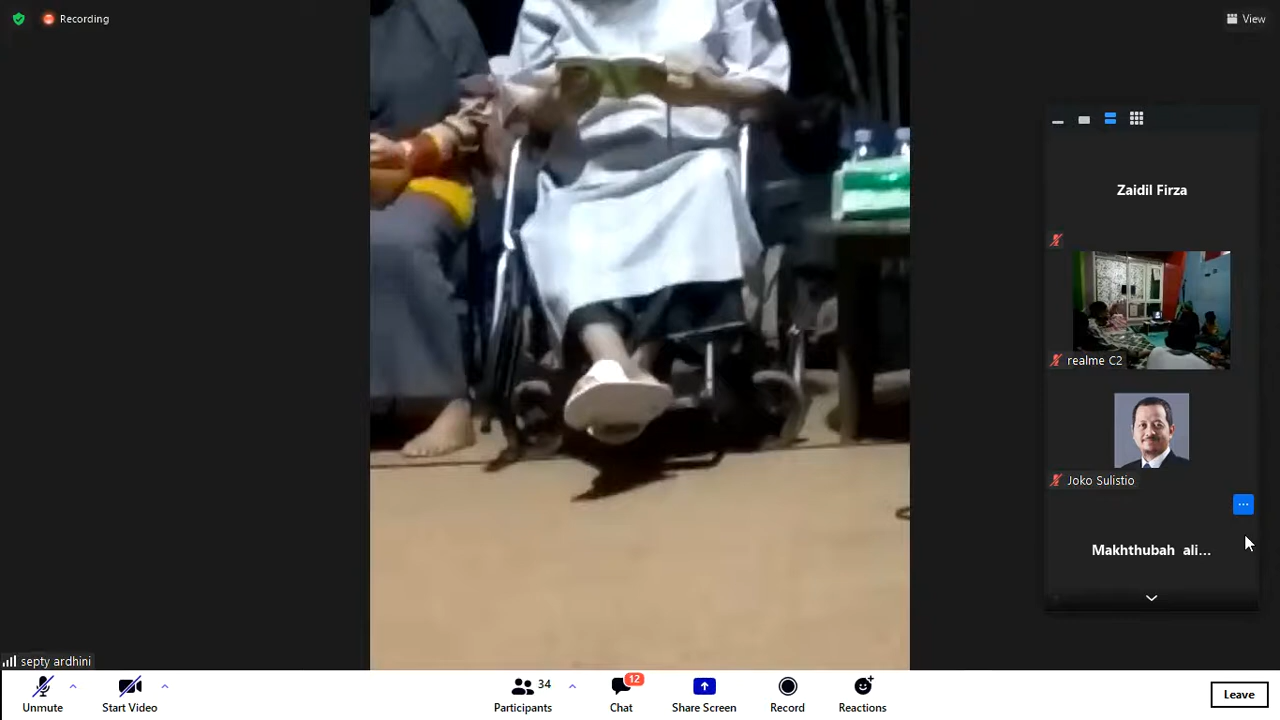 Recording
View
Zaidil Firza
realme C2
Joko Sulistio
Makhthubah ali...
septy ardhini
Unmute
Start Video
34
Participants
12
Chat
Share Screen
Record
Reactions
Leave